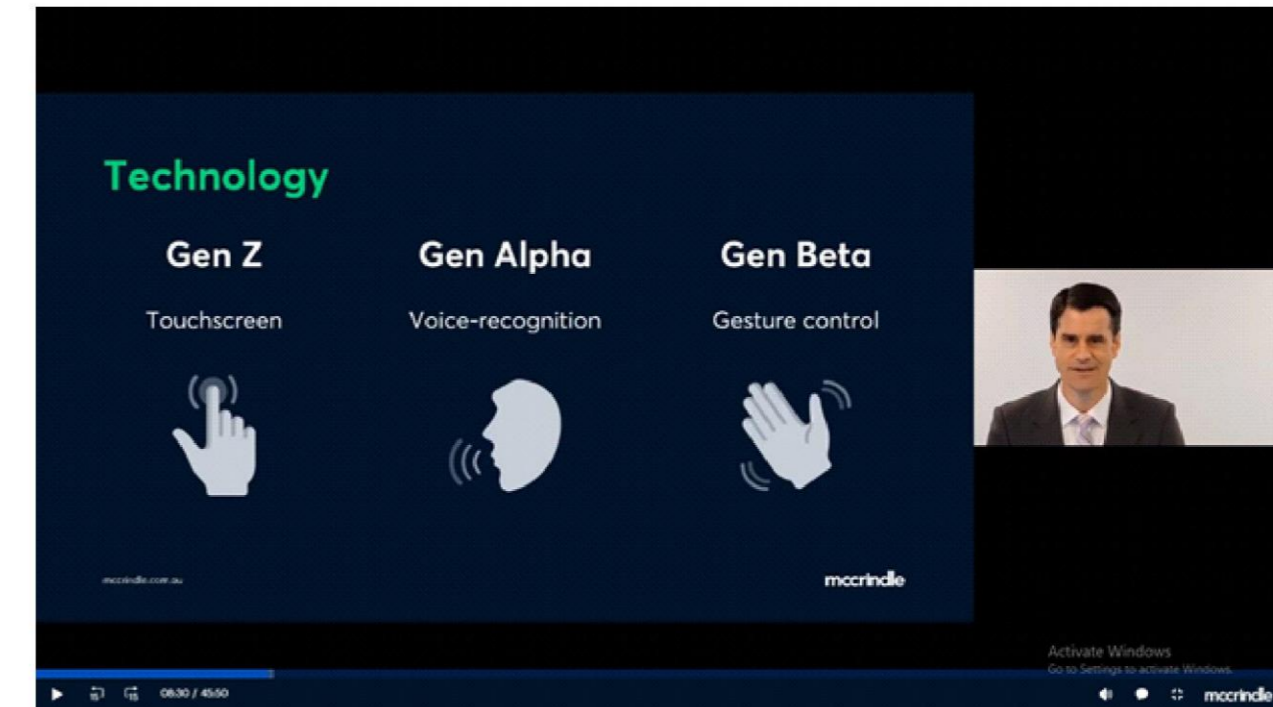 Technology
Gen Z Gen Alpha Gen Beta
Touchscreen Voice-recognition Gesture control
mccrindle.com.au mccrindle
Activate Windows
Go to Settings to activate Windows.
08:30 / 45:50 mccrindle